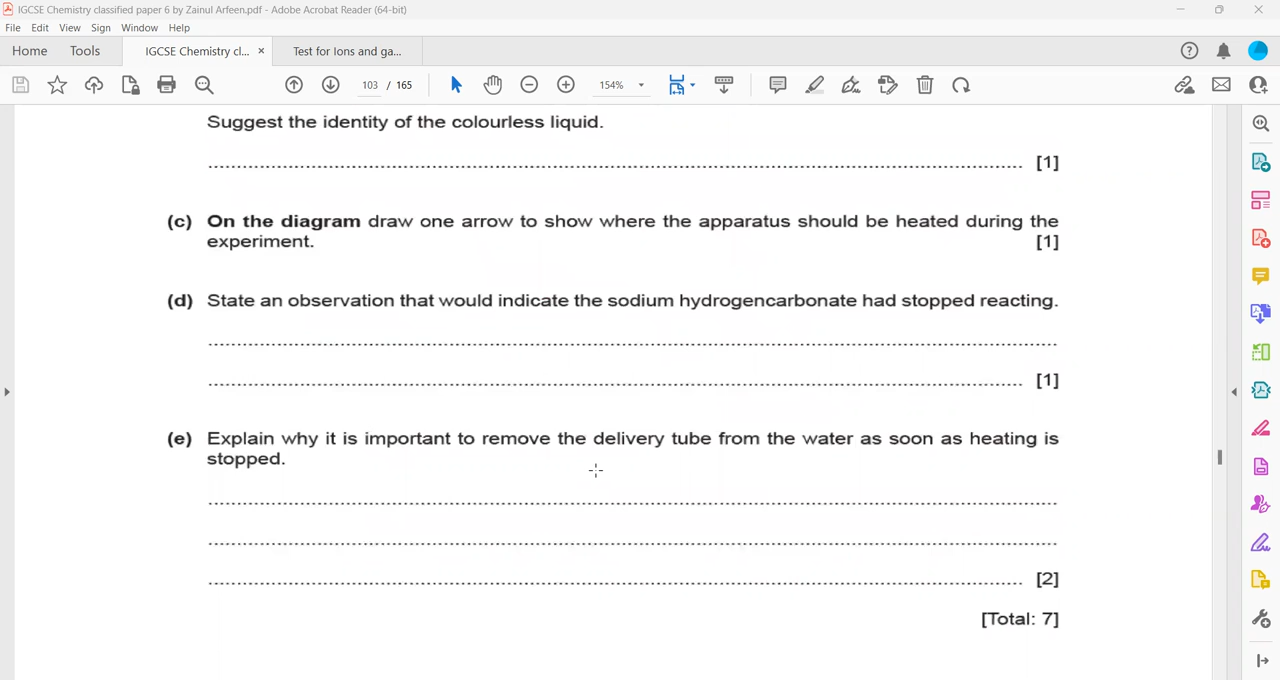 IGCSE Chemistry classified paper 6 by Zainul Arfeen.pdf - Adobe Acrobat Reader (64-bit)
File Edit View Sign Window Help
Home Tools IGCSE Chemistry cl... × Test for Ions and ga...
103 / 165 154%
Suggest the identity of the colourless liquid.
.......................................................................................................................................... [1]
(c) On the diagram draw one arrow to show where the apparatus should be heated during the
experiment. [1]
(d) State an observation that would indicate the sodium hydrogencarbonate had stopped reacting.
..........................................................................................................................................
.......................................................................................................................................... [1]
(e) Explain why it is important to remove the delivery tube from the water as soon as heating is
stopped.
..........................................................................................................................................
..........................................................................................................................................
.......................................................................................................................................... [2]
[Total: 7]